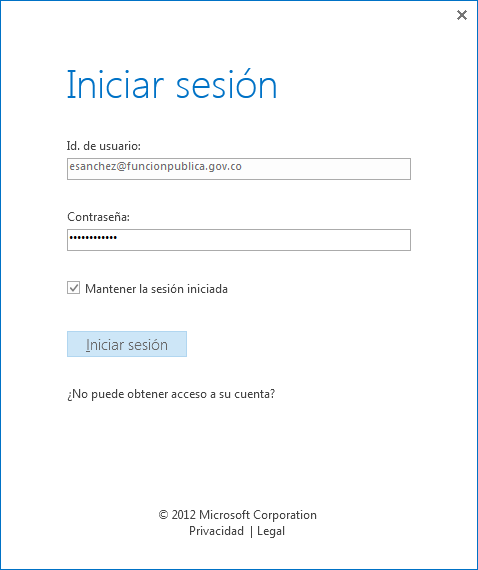 Iniciar sesión
Id. de usuario:
esanchez@funcionpublica.gov.co
Contraseña:
••••••••••••
Mantener la sesión iniciada
Iniciar sesión
¿No puede obtener acceso a su cuenta?
© 2012 Microsoft Corporation
Privacidad | Legal